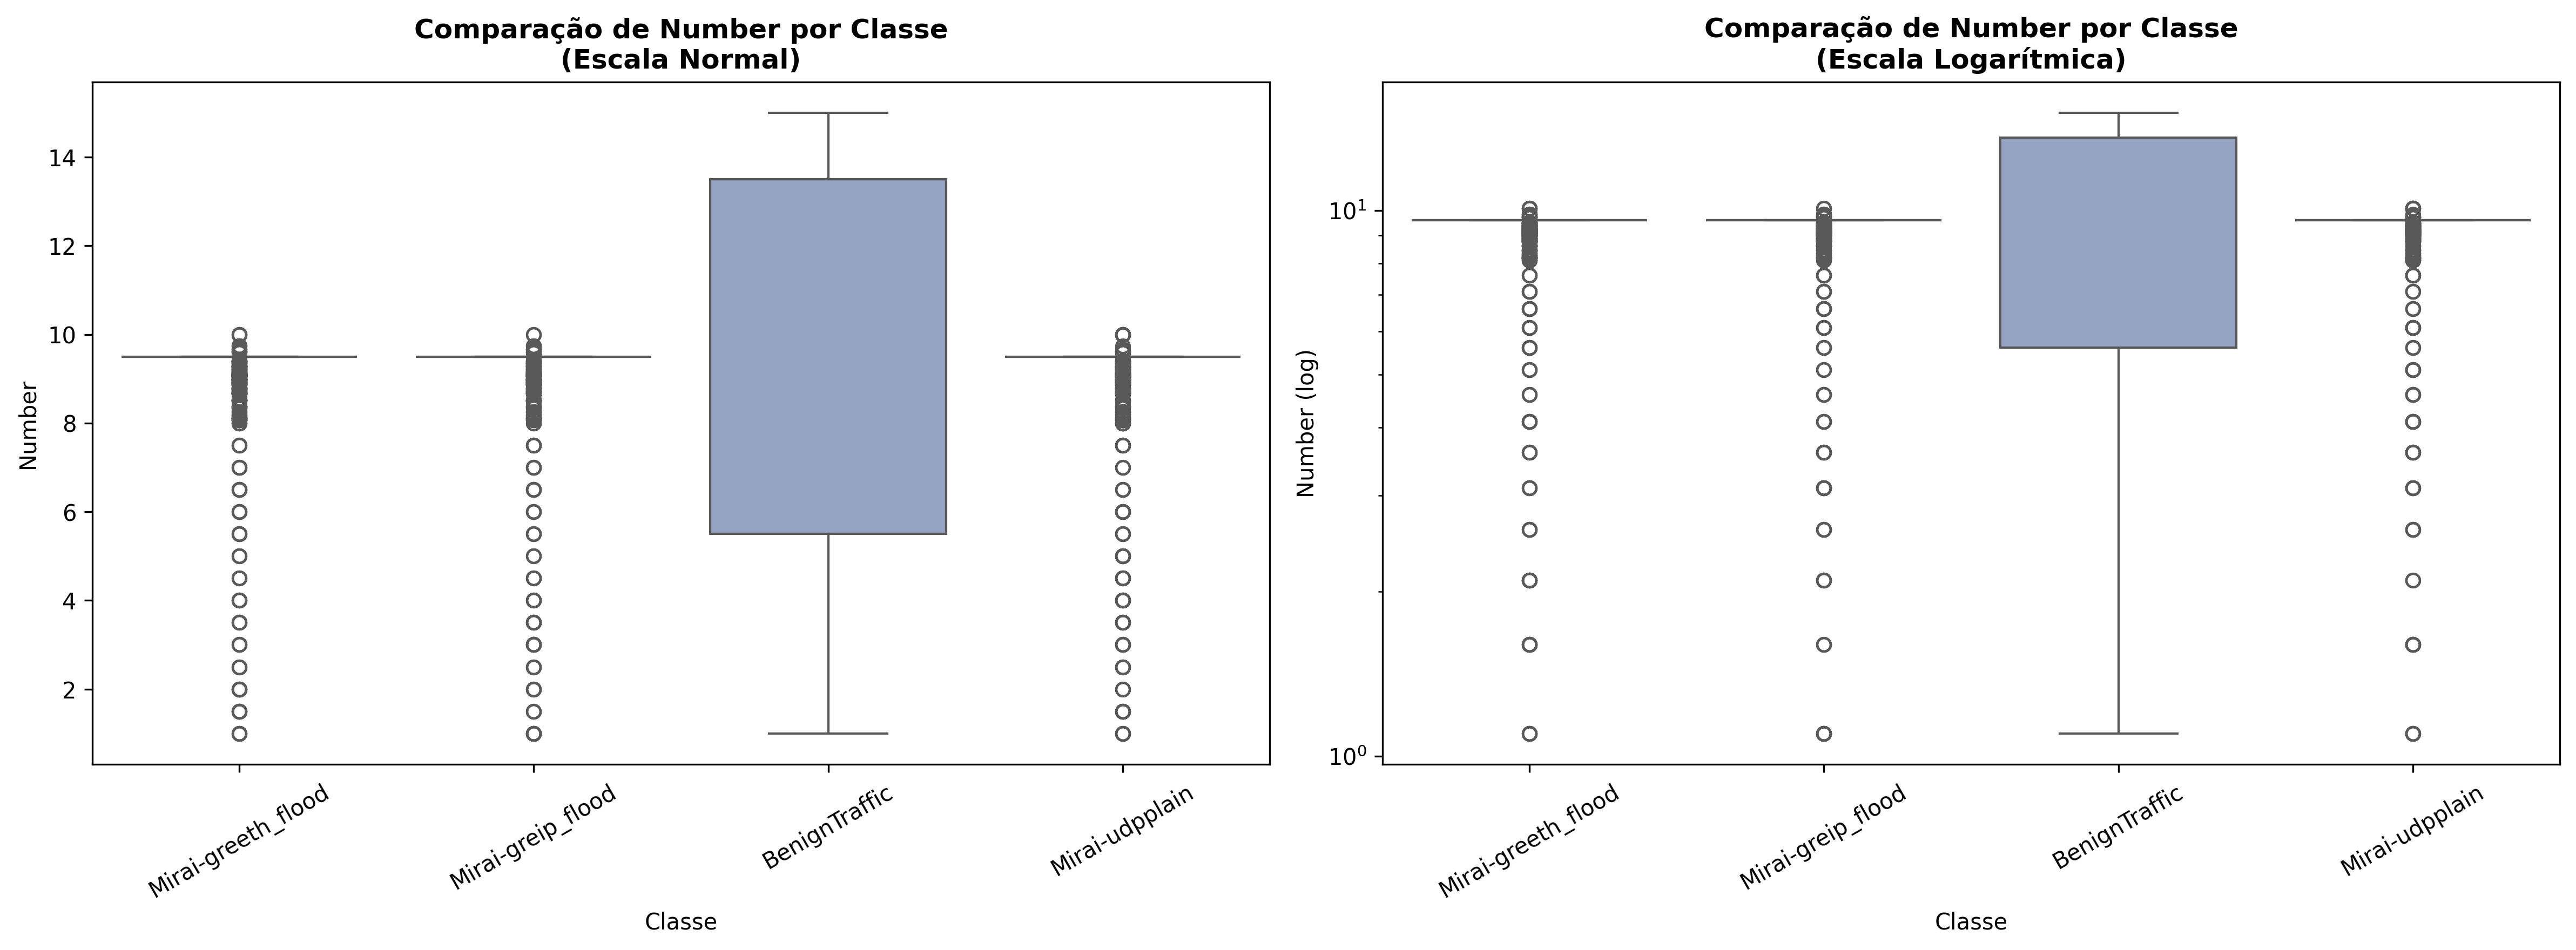 Comparação de Number por Classe
(Escala Normal)
Number
14
12
10
8
6
4
2
Mirai-greeth_flood
Mirai-greip_flood
BenignTraffic
Mirai-udpplain
Classe
Comparação de Number por Classe
(Escala Logarítmica)
Number (log)
10¹
10⁰
Mirai-greeth_flood
Mirai-greip_flood
BenignTraffic
Mirai-udpplain
Classe